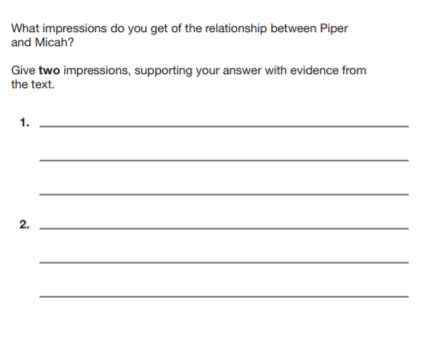 What impressions do you get of the relationship between Piper
and Micah?
Give two impressions, supporting your answer with evidence from
the text.
1.
2.